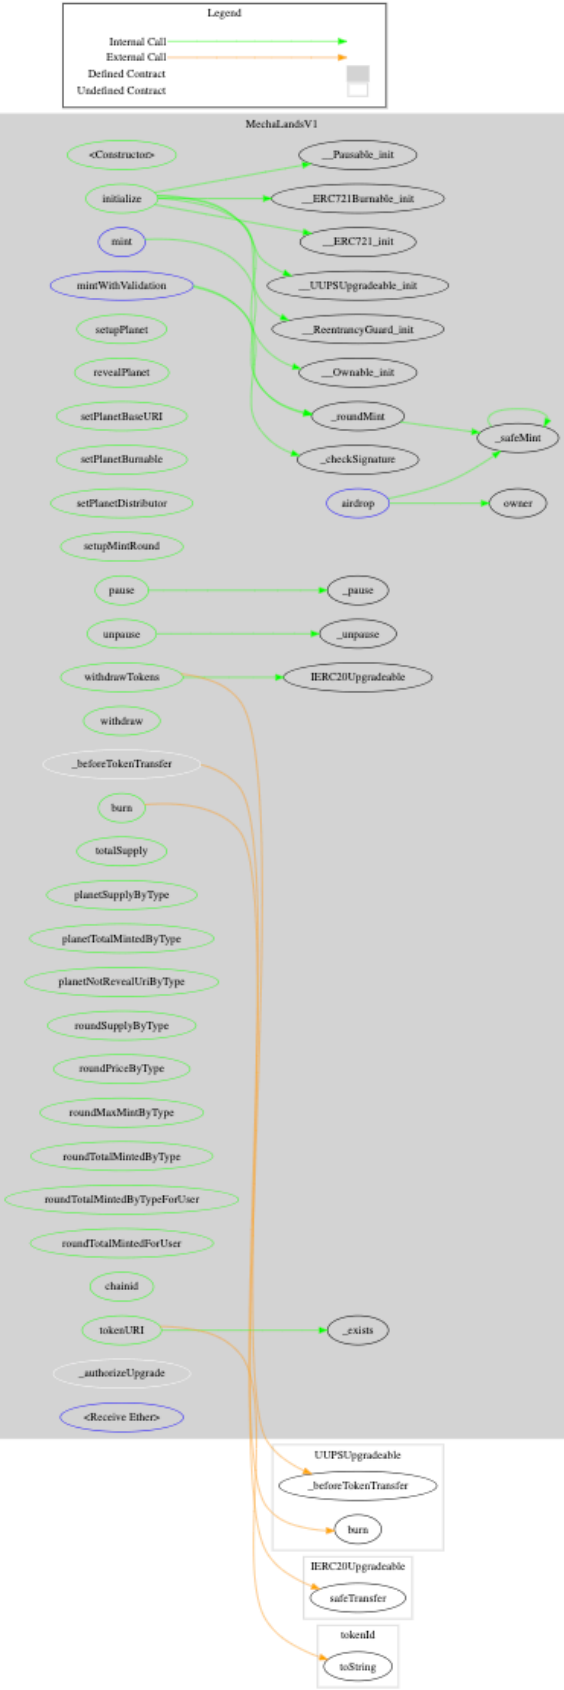 Legend
Internal Call
External Call
Defined Contract
Undefined Contract
MechaLandsV1
<Constructor>
__Pausable_init
initialize
__ERC721Burnable_init
mint
__ERC721_init
mintWithValidation
__UUPSUpgradeable_init
setupPlanet
__ReentrancyGuard_init
revealPlanet
__Ownable_init
setPlanetBaseURI
_roundMint
_safeMint
setPlanetBurnable
_checkSignature
setPlanetDistributor
airdrop
owner
setupMintRound
pause
_pause
unpause
_unpause
withdrawTokens
IERC20Upgradeable
withdraw
_beforeTokenTransfer
burn
totalSupply
planetSupplyByType
planetTotalMintedByType
planetNotRevealUriByType
roundSupplyByType
roundPriceByType
roundMaxMintByType
roundTotalMintedByType
roundTotalMintedByTypeForUser
roundTotalMintedForUser
chainid
tokenURI
_exists
_authorizeUpgrade
<Receive Ether>
UUPSUpgradeable
_beforeTokenTransfer
burn
IERC20Upgradeable
safeTransfer
tokenId
toString